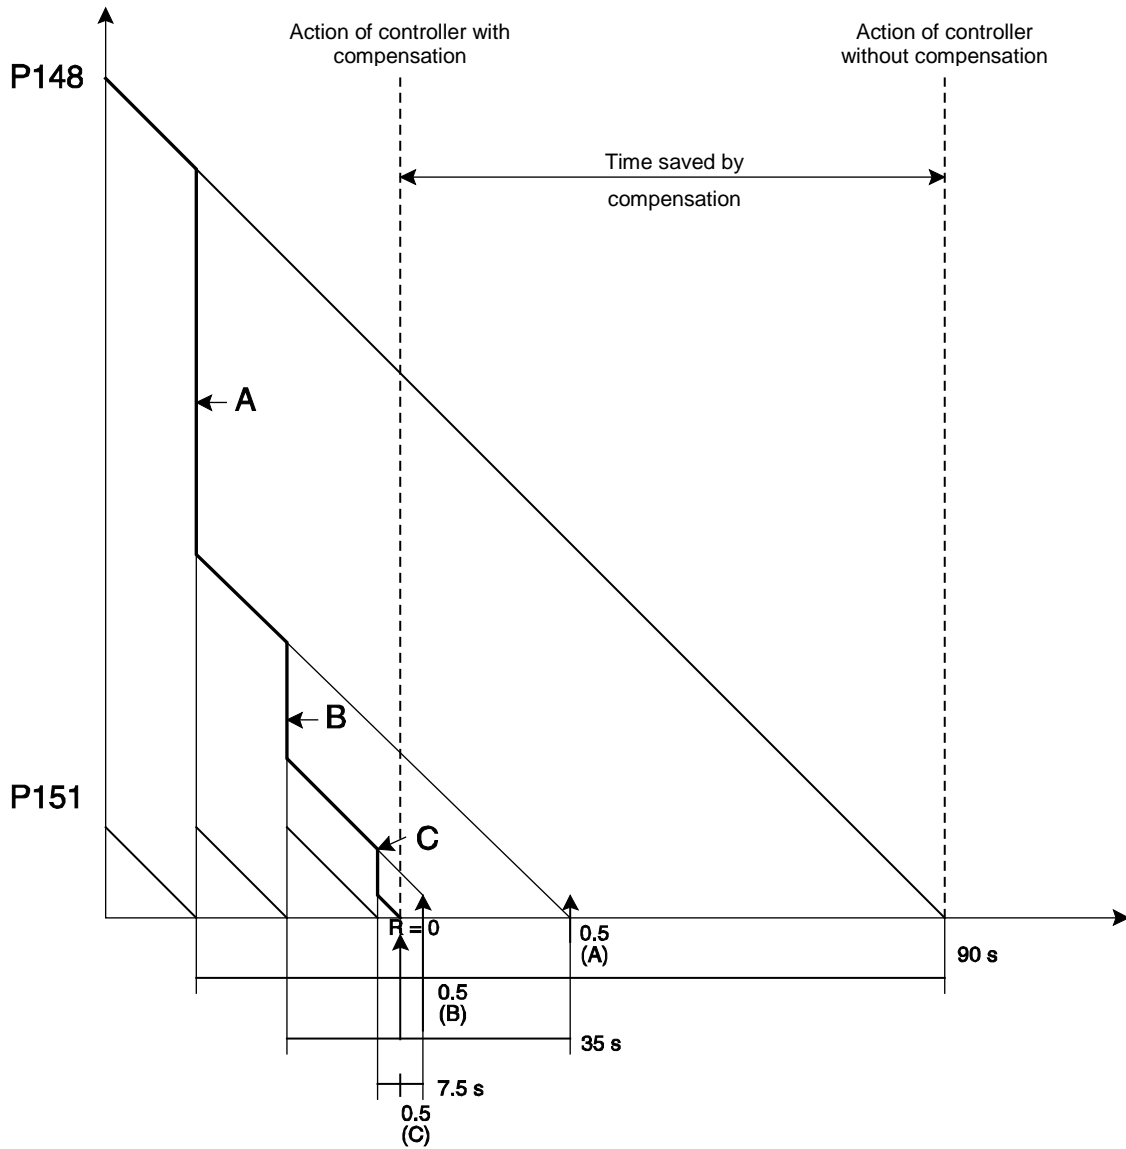 Action of controller with
compensation
Action of controller
without compensation
P148
Time saved by
compensation
A
B
P151
C
R = 0
0.5
(A)
90 s
0.5
(B)
35 s
7.5 s
0.5
(C)